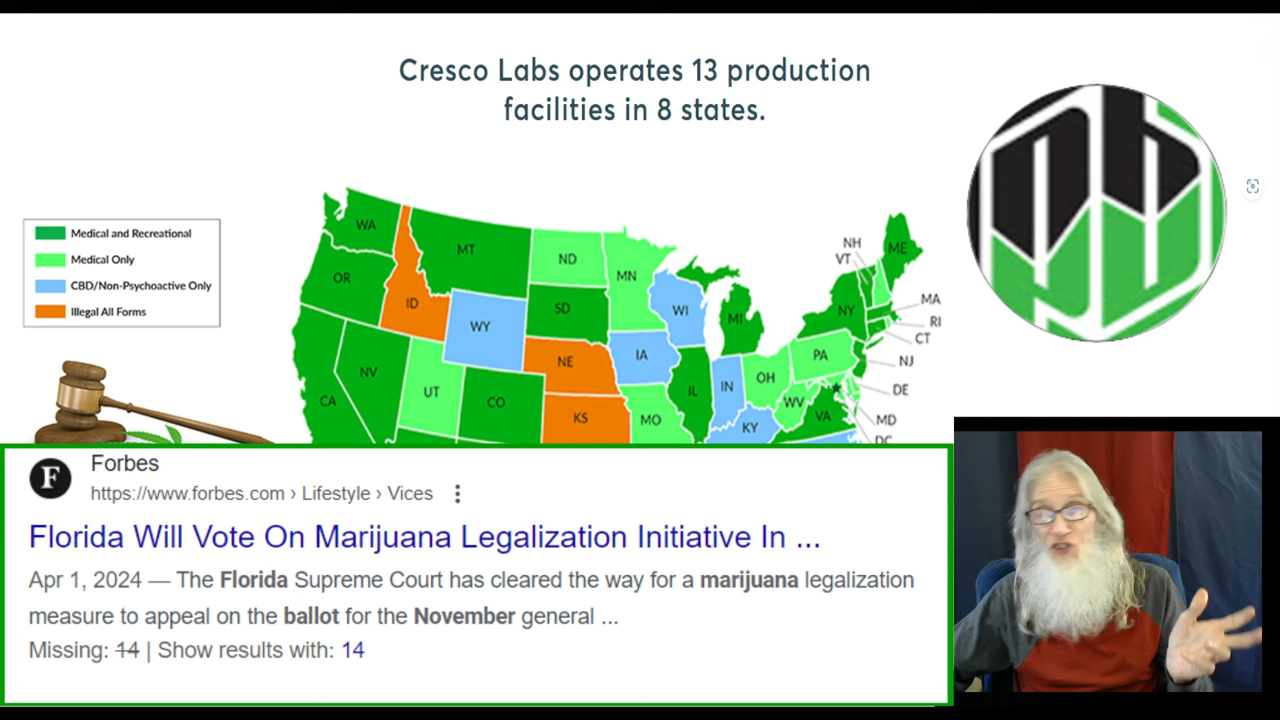 Cresco Labs operates 13 production
facilities in 8 states.
Medical and Recreational
Medical Only
CBD/Non-Psychoactive Only
Illegal All Forms
WA
MT
ND
MN
OR
ID
WY
SD
WI
MI
NH
VT
ME
NY
MA
RI
CT
NJ
PA
DE
MD
DC
NV
UT
CO
NE
IA
KS
MO
IL
IN
OH
WV
VA
KY
CA
F
Forbes
https://www.forbes.com › Lifestyle › Vices
Florida Will Vote On Marijuana Legalization Initiative In ...
Apr 1, 2024 — The Florida Supreme Court has cleared the way for a marijuana legalization
measure to appeal on the ballot for the November general ...
Missing: 14 | Show results with: 14